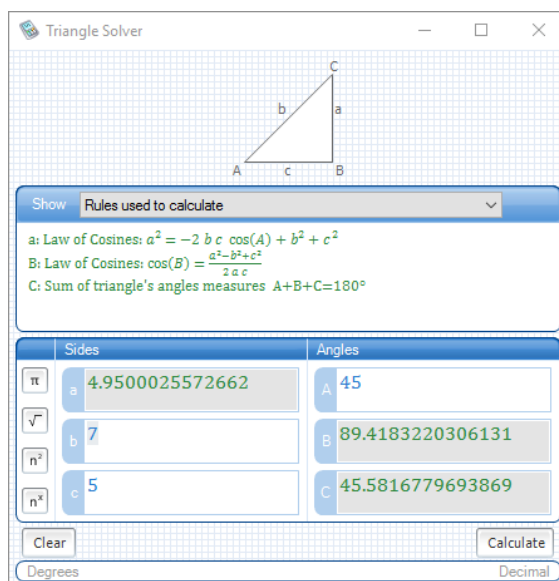 Triangle Solver
C
b
a
A
c
B
Show
Rules used to calculate
a: Law of Cosines: a² = −2 b c cos(A) + b² + c²
B: Law of Cosines: cos(B) = (a²−b²+c²)/(2 a c)
C: Sum of triangle's angles measures A+B+C=180°
Sides
Angles
π
√
n²
nˣ
a 4.9500025572662
A 45
b 7
B 89.4183220306131
c 5
C 45.5816779693869
Clear
Calculate
Degrees
Decimal